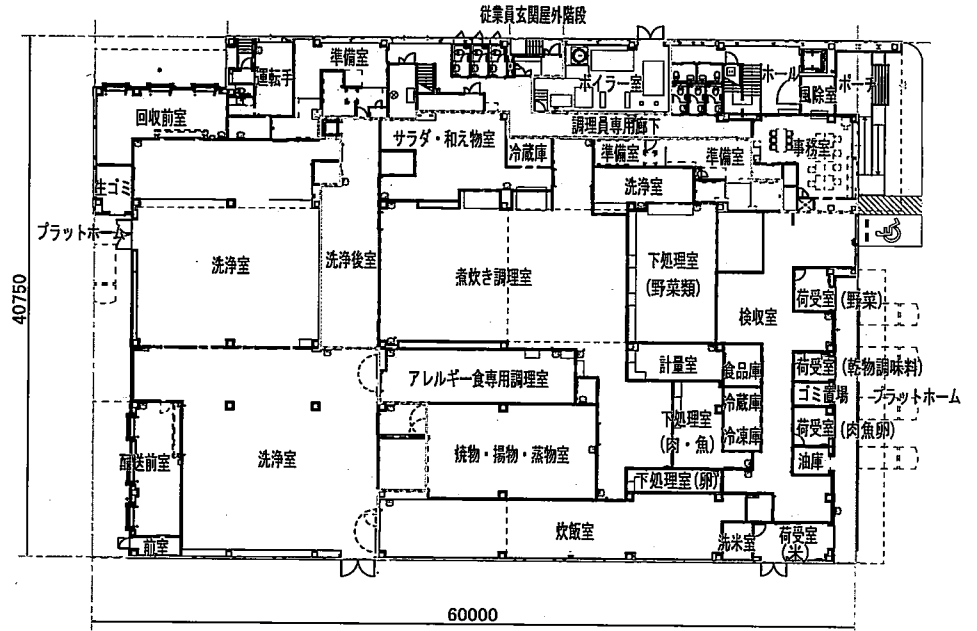 従業員玄関屋外階段
準備室
運転手
ボイラー室
ホール
風除室
ポーチ
回収前室
サラダ・和え物室
冷蔵庫
調理員専用廊下
準備室
準備室
事務室
生ゴミ
洗浄室
プラットホーム
洗浄室
洗浄後室
煮炊き調理室
下処理室
(野菜類)
検収室
荷受室(野菜)
40750
アレルギー食専用調理室
計量室
食品庫
荷受室(乾物調味料)
ゴミ置場
プラットホーム
冷蔵庫
冷凍庫
下処理室
(肉・魚)
荷受室(肉魚卵)
配送前室
洗浄室
焼物・揚物・蒸物室
油庫
下処理室(卵)
前室
炊飯室
洗米室
荷受室
(米)
60000